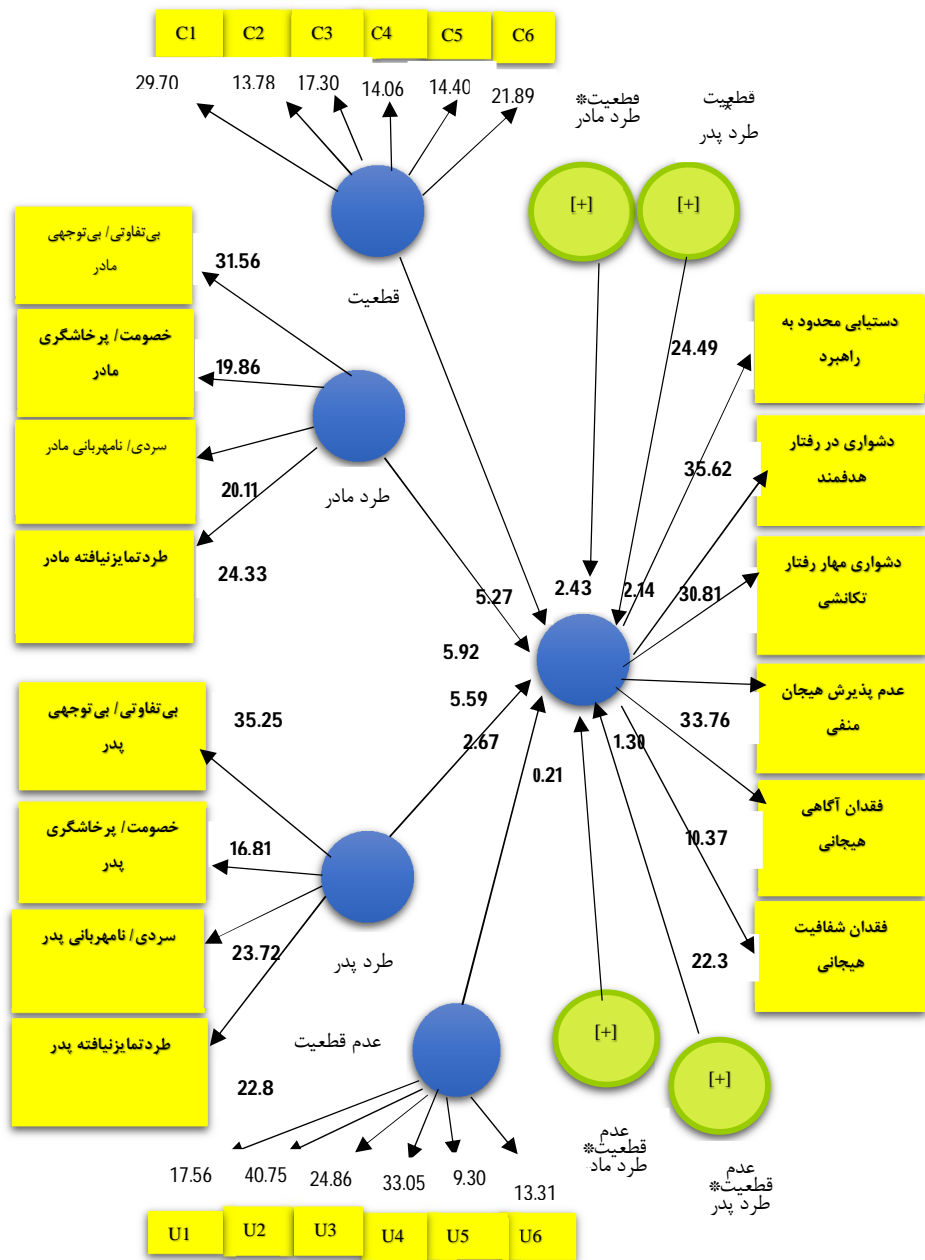 C1 C2 C3 C4 C5 C6
29.70 13.78 17.30 14.06 14.40 21.89
قطعیت*
طرد مادر
قطعیت
*
طرد پدر
[+]
[+]
قطعیت
بی‌تفاوتی/ بی‌توجهی
مادر
31.56
خصومت/ پرخاشگری
مادر
19.86
سردی/ نامهربانی مادر
20.11
طردتمایزنیافته مادر
24.33
طرد مادر
24.49
دستیابی محدود به
راهبرد
35.62
دشواری در رفتار
هدفمند
30.81
دشواری مهار رفتار
تکانشی
عدم پذیرش هیجان
منفی
33.76
فقدان آگاهی
هیجانی
10.37
فقدان شفافیت
هیجانی
22.3
2.43
2.14
5.27
5.92
5.59
2.67
0.21
1.30
بی‌تفاوتی/ بی‌توجهی
پدر
35.25
خصومت/ پرخاشگری
پدر
16.81
سردی/ نامهربانی پدر
23.72
طردتمایزنیافته پدر
22.8
طرد پدر
عدم قطعیت
[+]
[+]
عدم
قطعیت*
طرد ماد
عدم
قطعیت*
طرد پدر
17.56 40.75 24.86 33.05 9.30 13.31
U1 U2 U3 U4 U5 U6